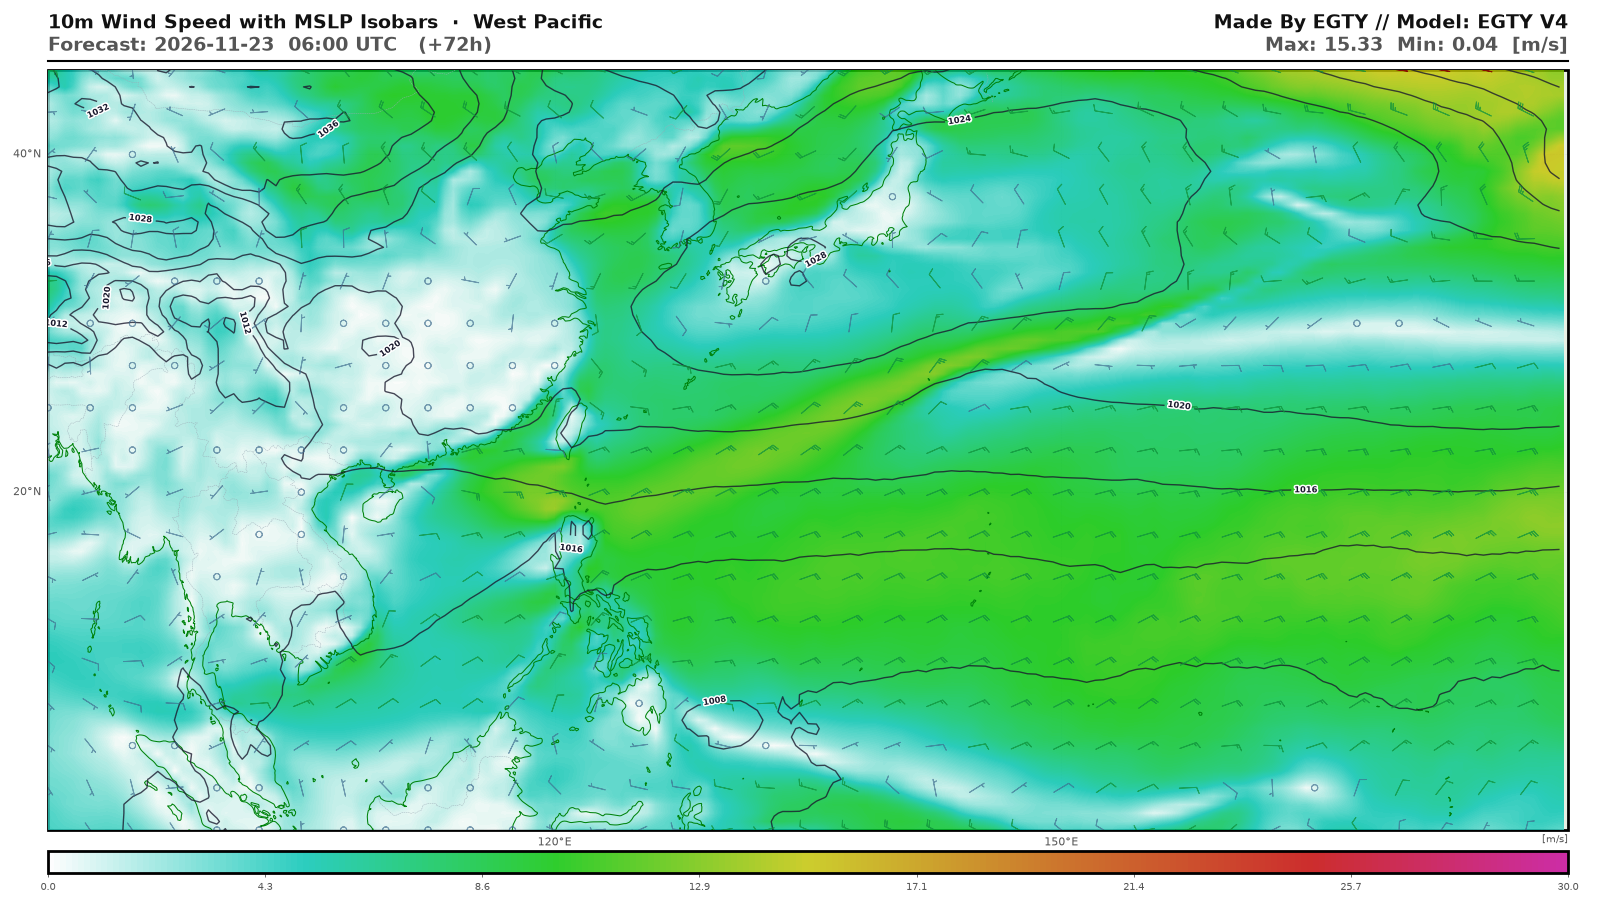 10m Wind Speed with MSLP Isobars · West Pacific
Made By EGTY // Model: EGTY V4
Forecast: 2026-11-23 06:00 UTC (+72h)
Max: 15.33 Min: 0.04 [m/s]
1032
1036
1024
40°N
1028
1028
1020
1012
1012
1020
1020
20°N
1016
1016
1008
120°E
150°E
[m/s]
0.0
4.3
8.6
12.9
17.1
21.4
25.7
30.0